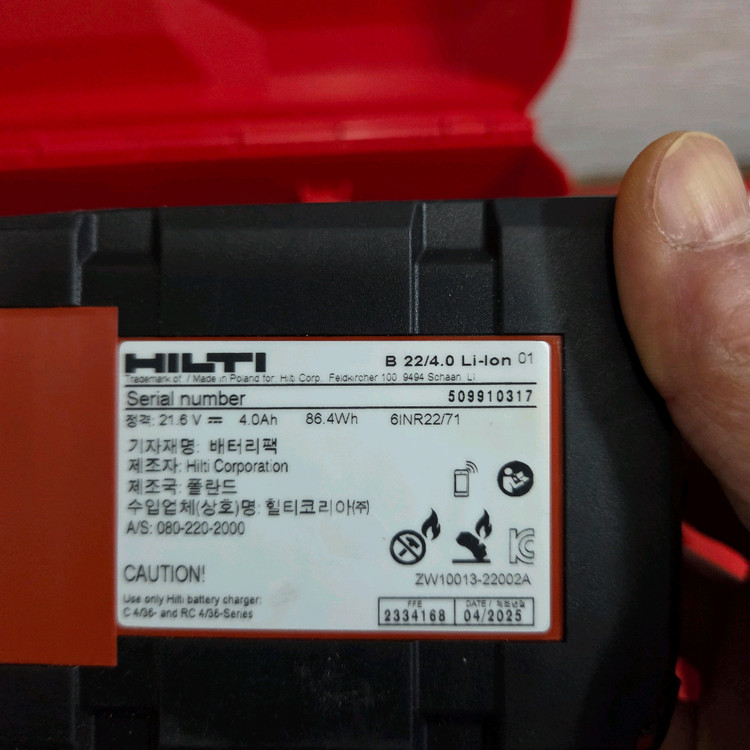 HILTI B 22/4.0 Li-Ion 01
Trademark of / Made in Poland for: Hilti Corp. Feldkircher 100 9494 Schaan LI
Serial number 509910317
정격: 21.6 V ⎓ 4.0Ah 86.4Wh 6INR22/71
기자재명: 배터리팩
제조자: Hilti Corporation
제조국: 폴란드
수입업체(상호)명: 힐티코리아㈜
A/S: 080-220-2000
ZW10013-22002A
CAUTION!
Use only Hilti battery charger:
C 4/36- and RC 4/36-Series
FFE DATE / 제조년월
2334168 04/2025